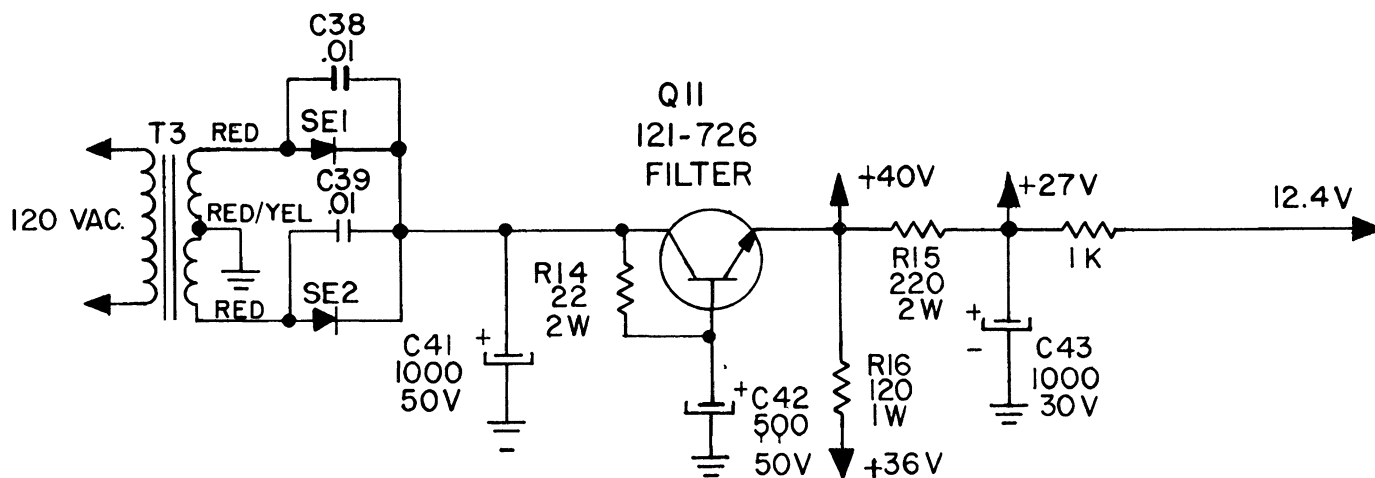 C38
.01
T3
RED
SE1
120 VAC.
RED/YEL
C39
.01
RED
SE2
C41
1000
50V
+
R14
22
2W
Q11
121-726
FILTER
+
C42
500
50V
+40V
R16
120
1W
+36V
R15
220
2W
+27V
+
-
C43
1000
30V
1K
12.4V